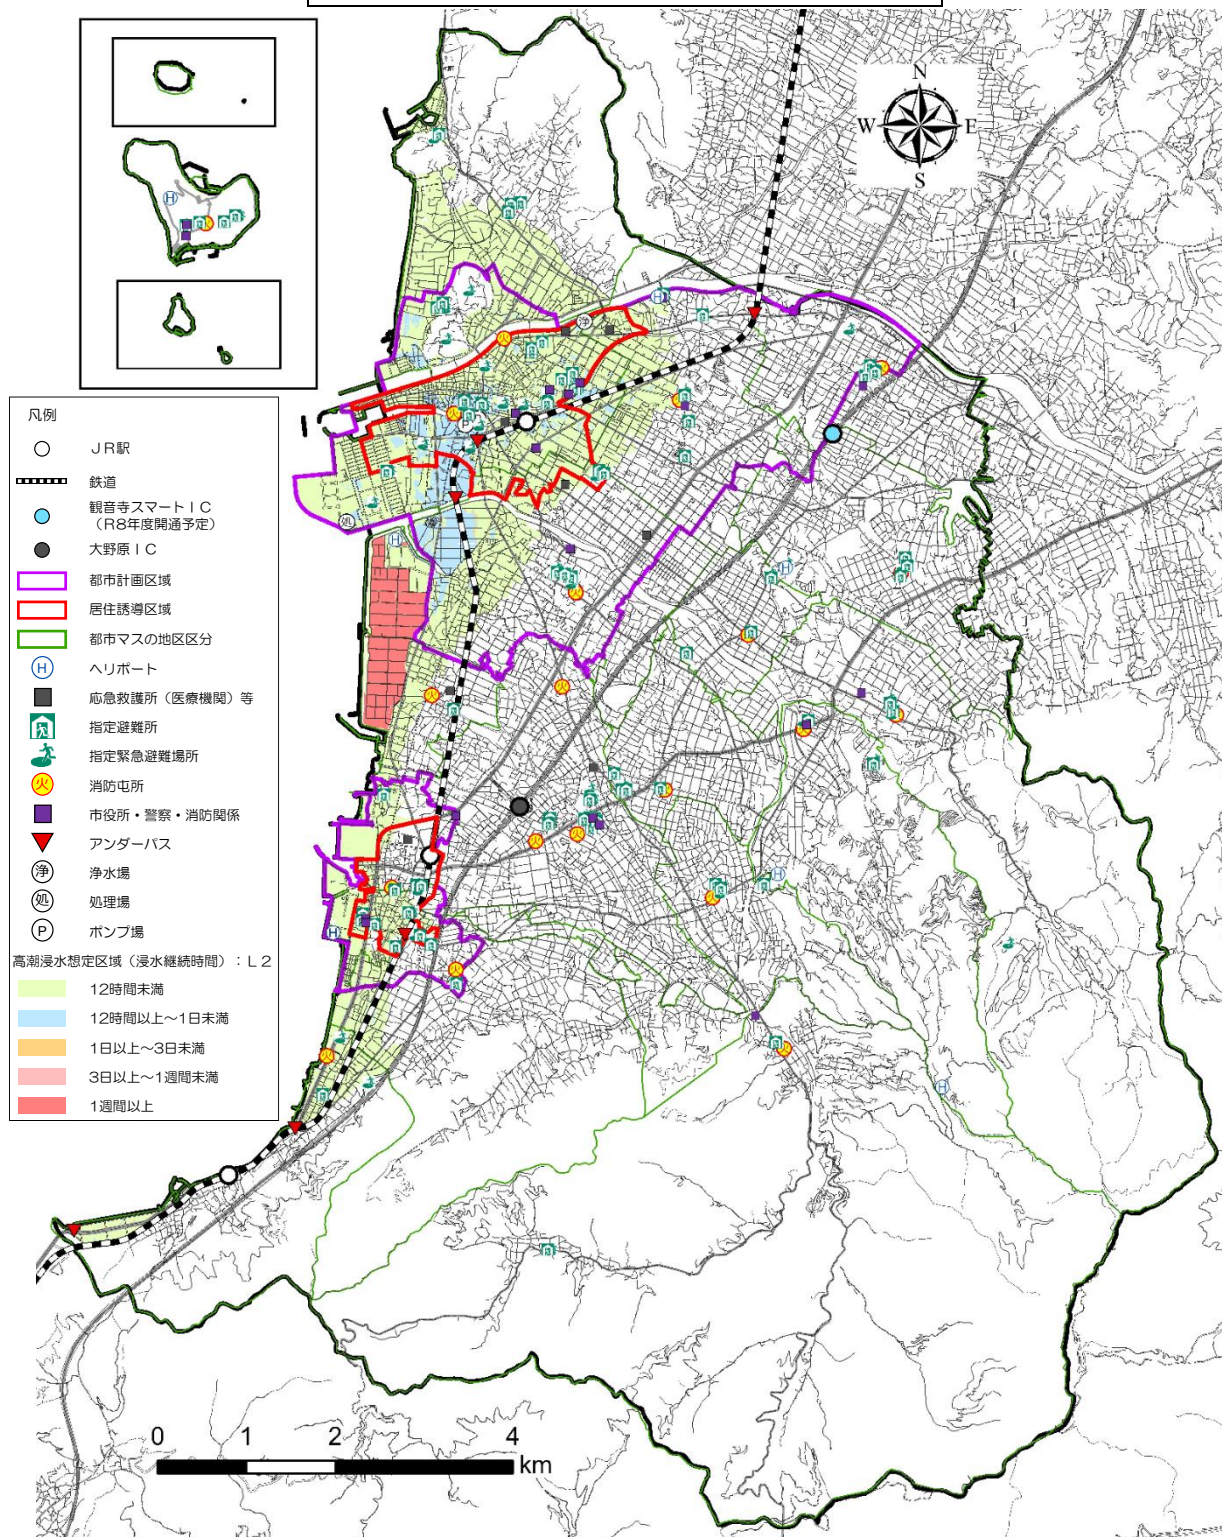 N
W E
S
凡例
JR駅
鉄道
観音寺スマートIC
(R8年度開通予定)
大野原IC
都市計画区域
居住誘導区域
都市マスの地区区分
H ヘリポート
応急救護所(医療機関)等
指定避難所
指定緊急避難場所
火 消防屯所
市役所・警察・消防関係
アンダーパス
浄 浄水場
処 処理場
P ポンプ場
高潮浸水想定区域(浸水継続時間):L2
12時間未満
12時間以上~1日未満
1日以上~3日未満
3日以上~1週間未満
1週間以上
0 1 2 4
km